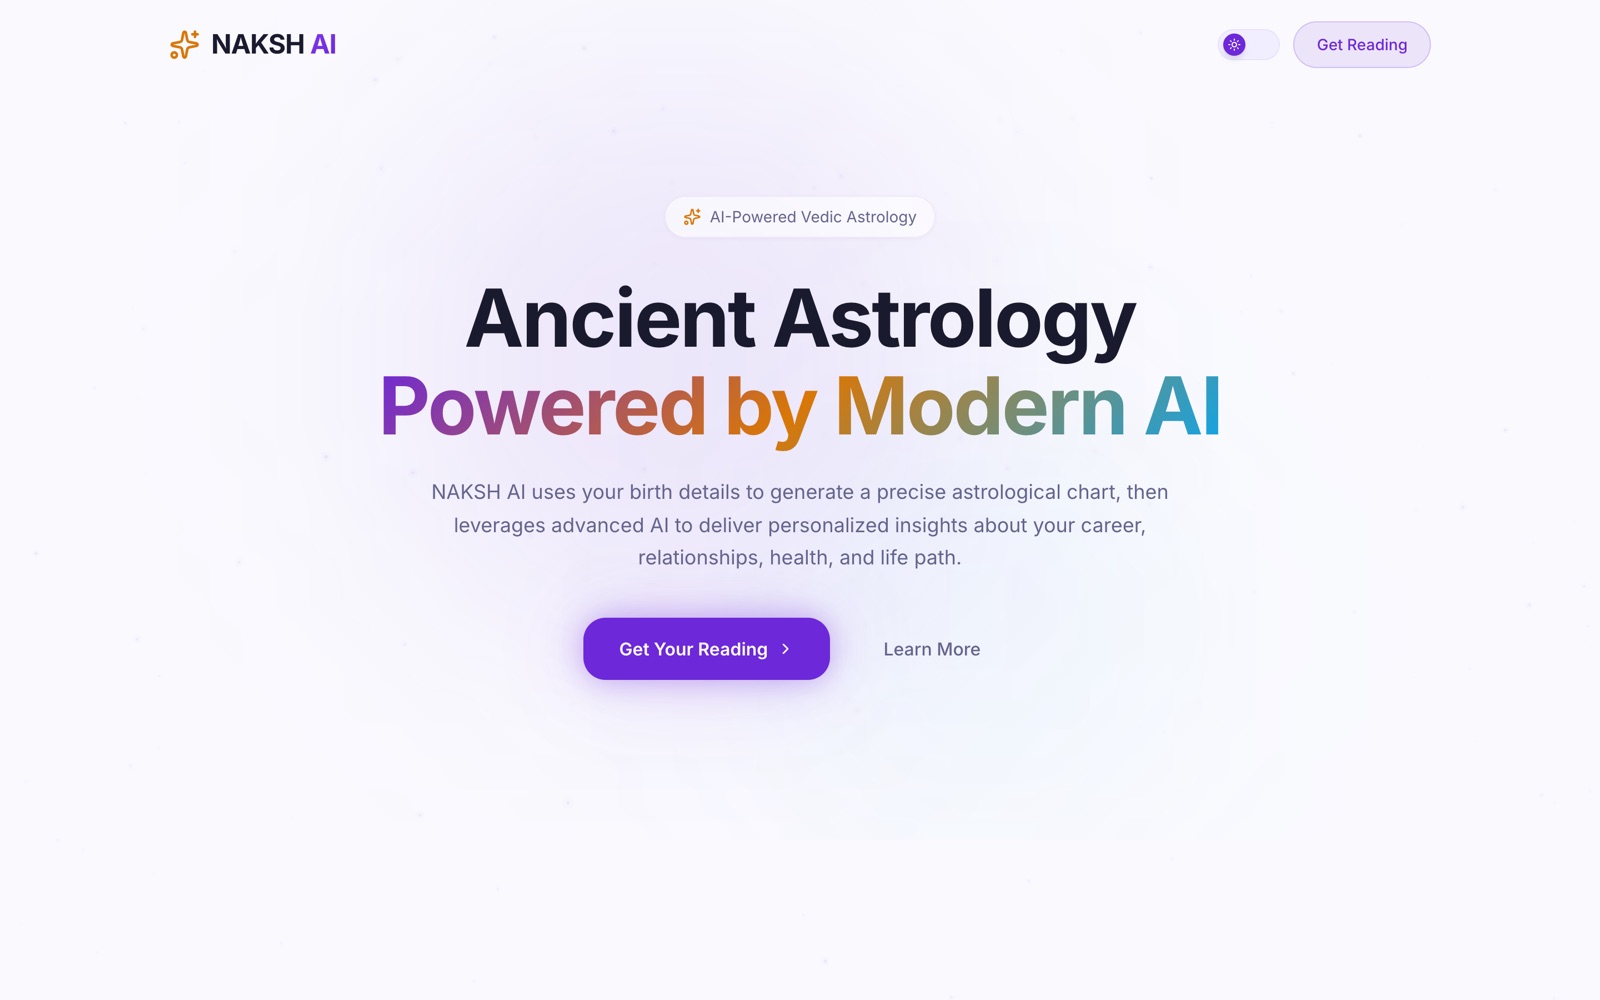 NAKSH AI
Get Reading
AI-Powered Vedic Astrology
Ancient Astrology
Powered by Modern AI
NAKSH AI uses your birth details to generate a precise astrological chart, then
leverages advanced AI to deliver personalized insights about your career,
relationships, health, and life path.
Get Your Reading
Learn More